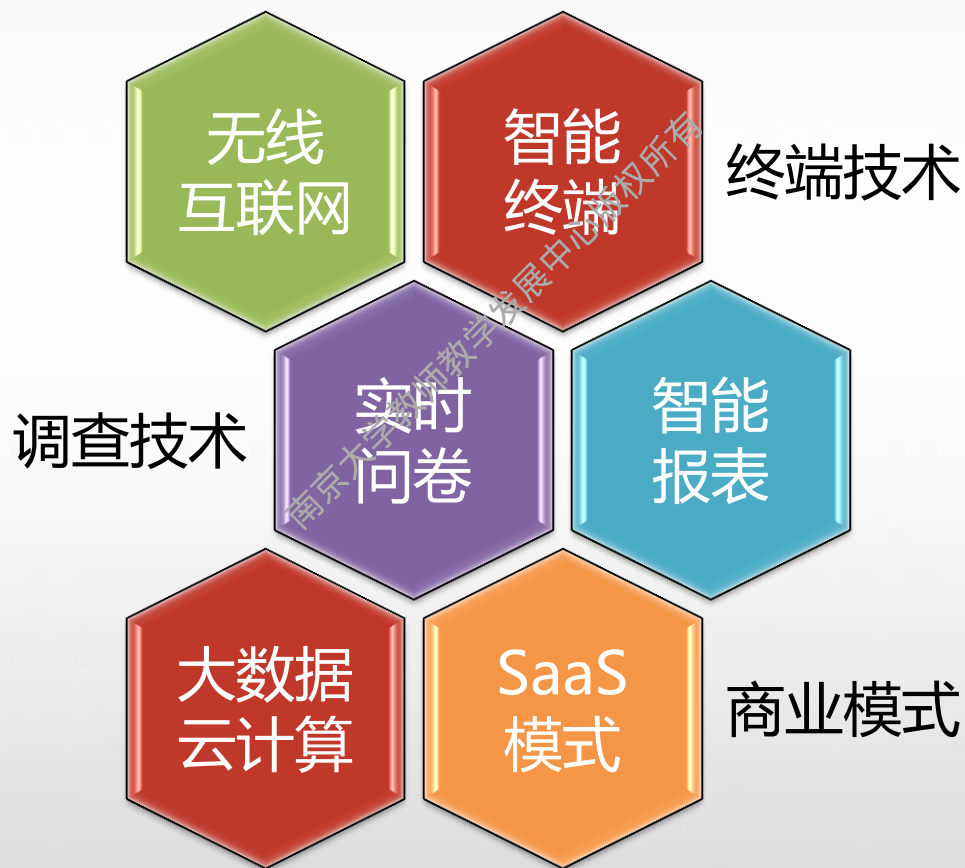 无线
互联网
智能
终端
终端技术
调查技术
实时
问卷
智能
报表
大数据
云计算
SaaS
模式
商业模式
南京大学教师教学发展中心版权所有